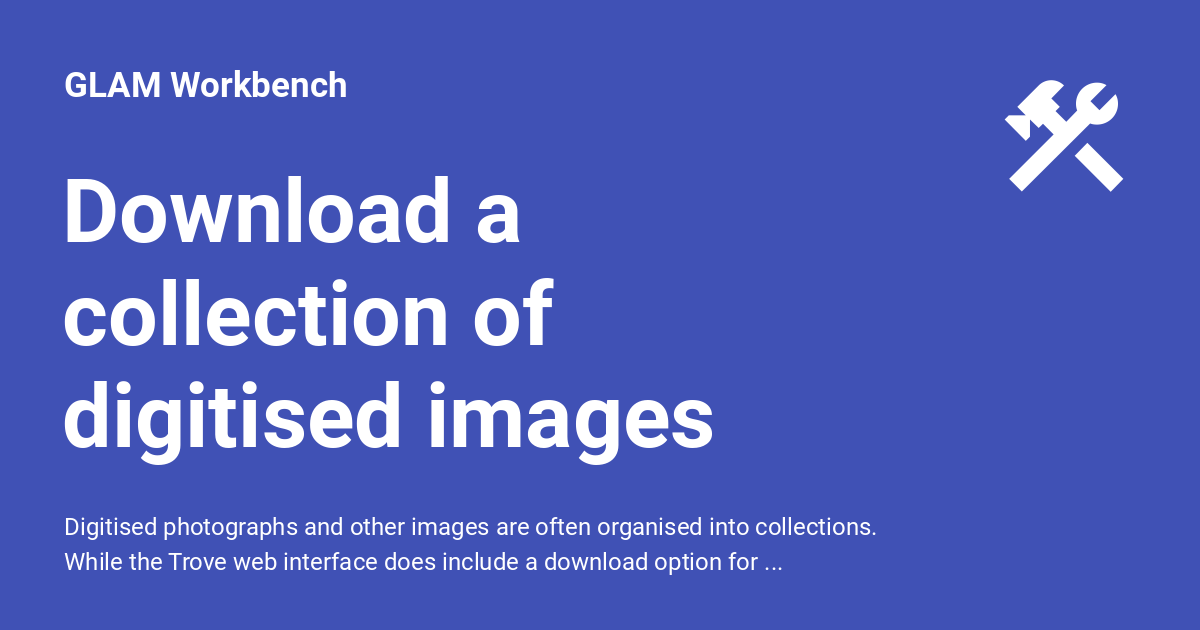 GLAM Workbench
Download a
collection of
digitised images
Digitised photographs and other images are often organised into collections.
While the Trove web interface does include a download option for ...